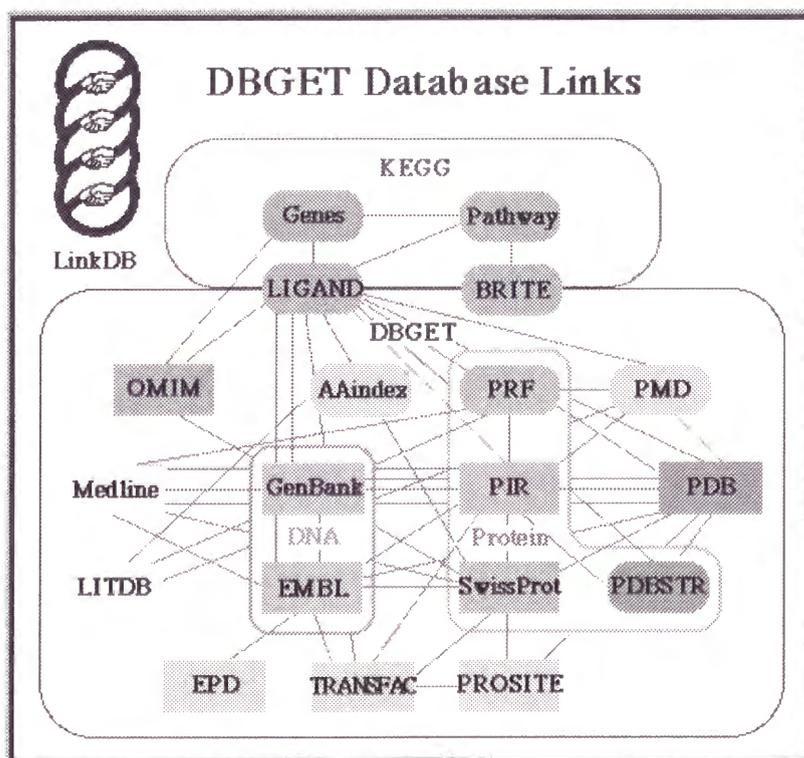 DBGET Database Links
LinkDB
KEGG
Genes
Pathway
LIGAND
BRITE
DBGET
OMIM
AAindex
PRF
PMD
Medline
GenBank
PIR
PDB
DNA
Protein
LITDB
EMBL
SwissProt
PDBSTR
EPD
TRANSFAC
PROSITE